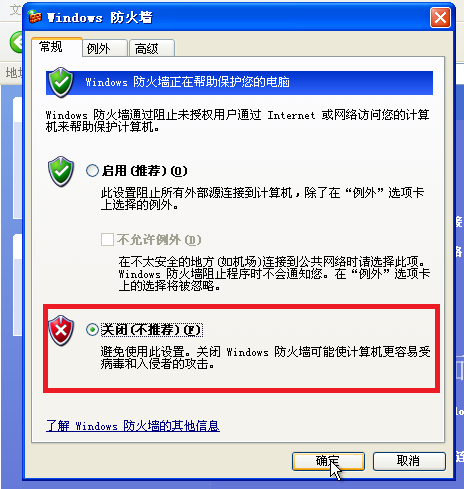 Windows 防火墙
常规
例外
高级
Windows 防火墙正在帮助保护您的电脑
Windows 防火墙通过阻止未授权用户通过 Internet 或网络访问您的计算
机来帮助保护计算机。
启用(推荐)(O)
此设置阻止所有外部源连接到计算机，除了在“例外”选项卡
上选择的例外。
不允许例外(D)
在不太安全的地方(如机场)连接到公共网络时请选择此项。
Windows 防火墙阻止程序时不会通知您。在“例外”选项卡
上的选择将被忽略。
关闭(不推荐)(F)
避免使用此设置。关闭 Windows 防火墙可能使计算机更容易受
病毒和入侵者的攻击。
了解 Windows 防火墙的其他信息
确定
取消